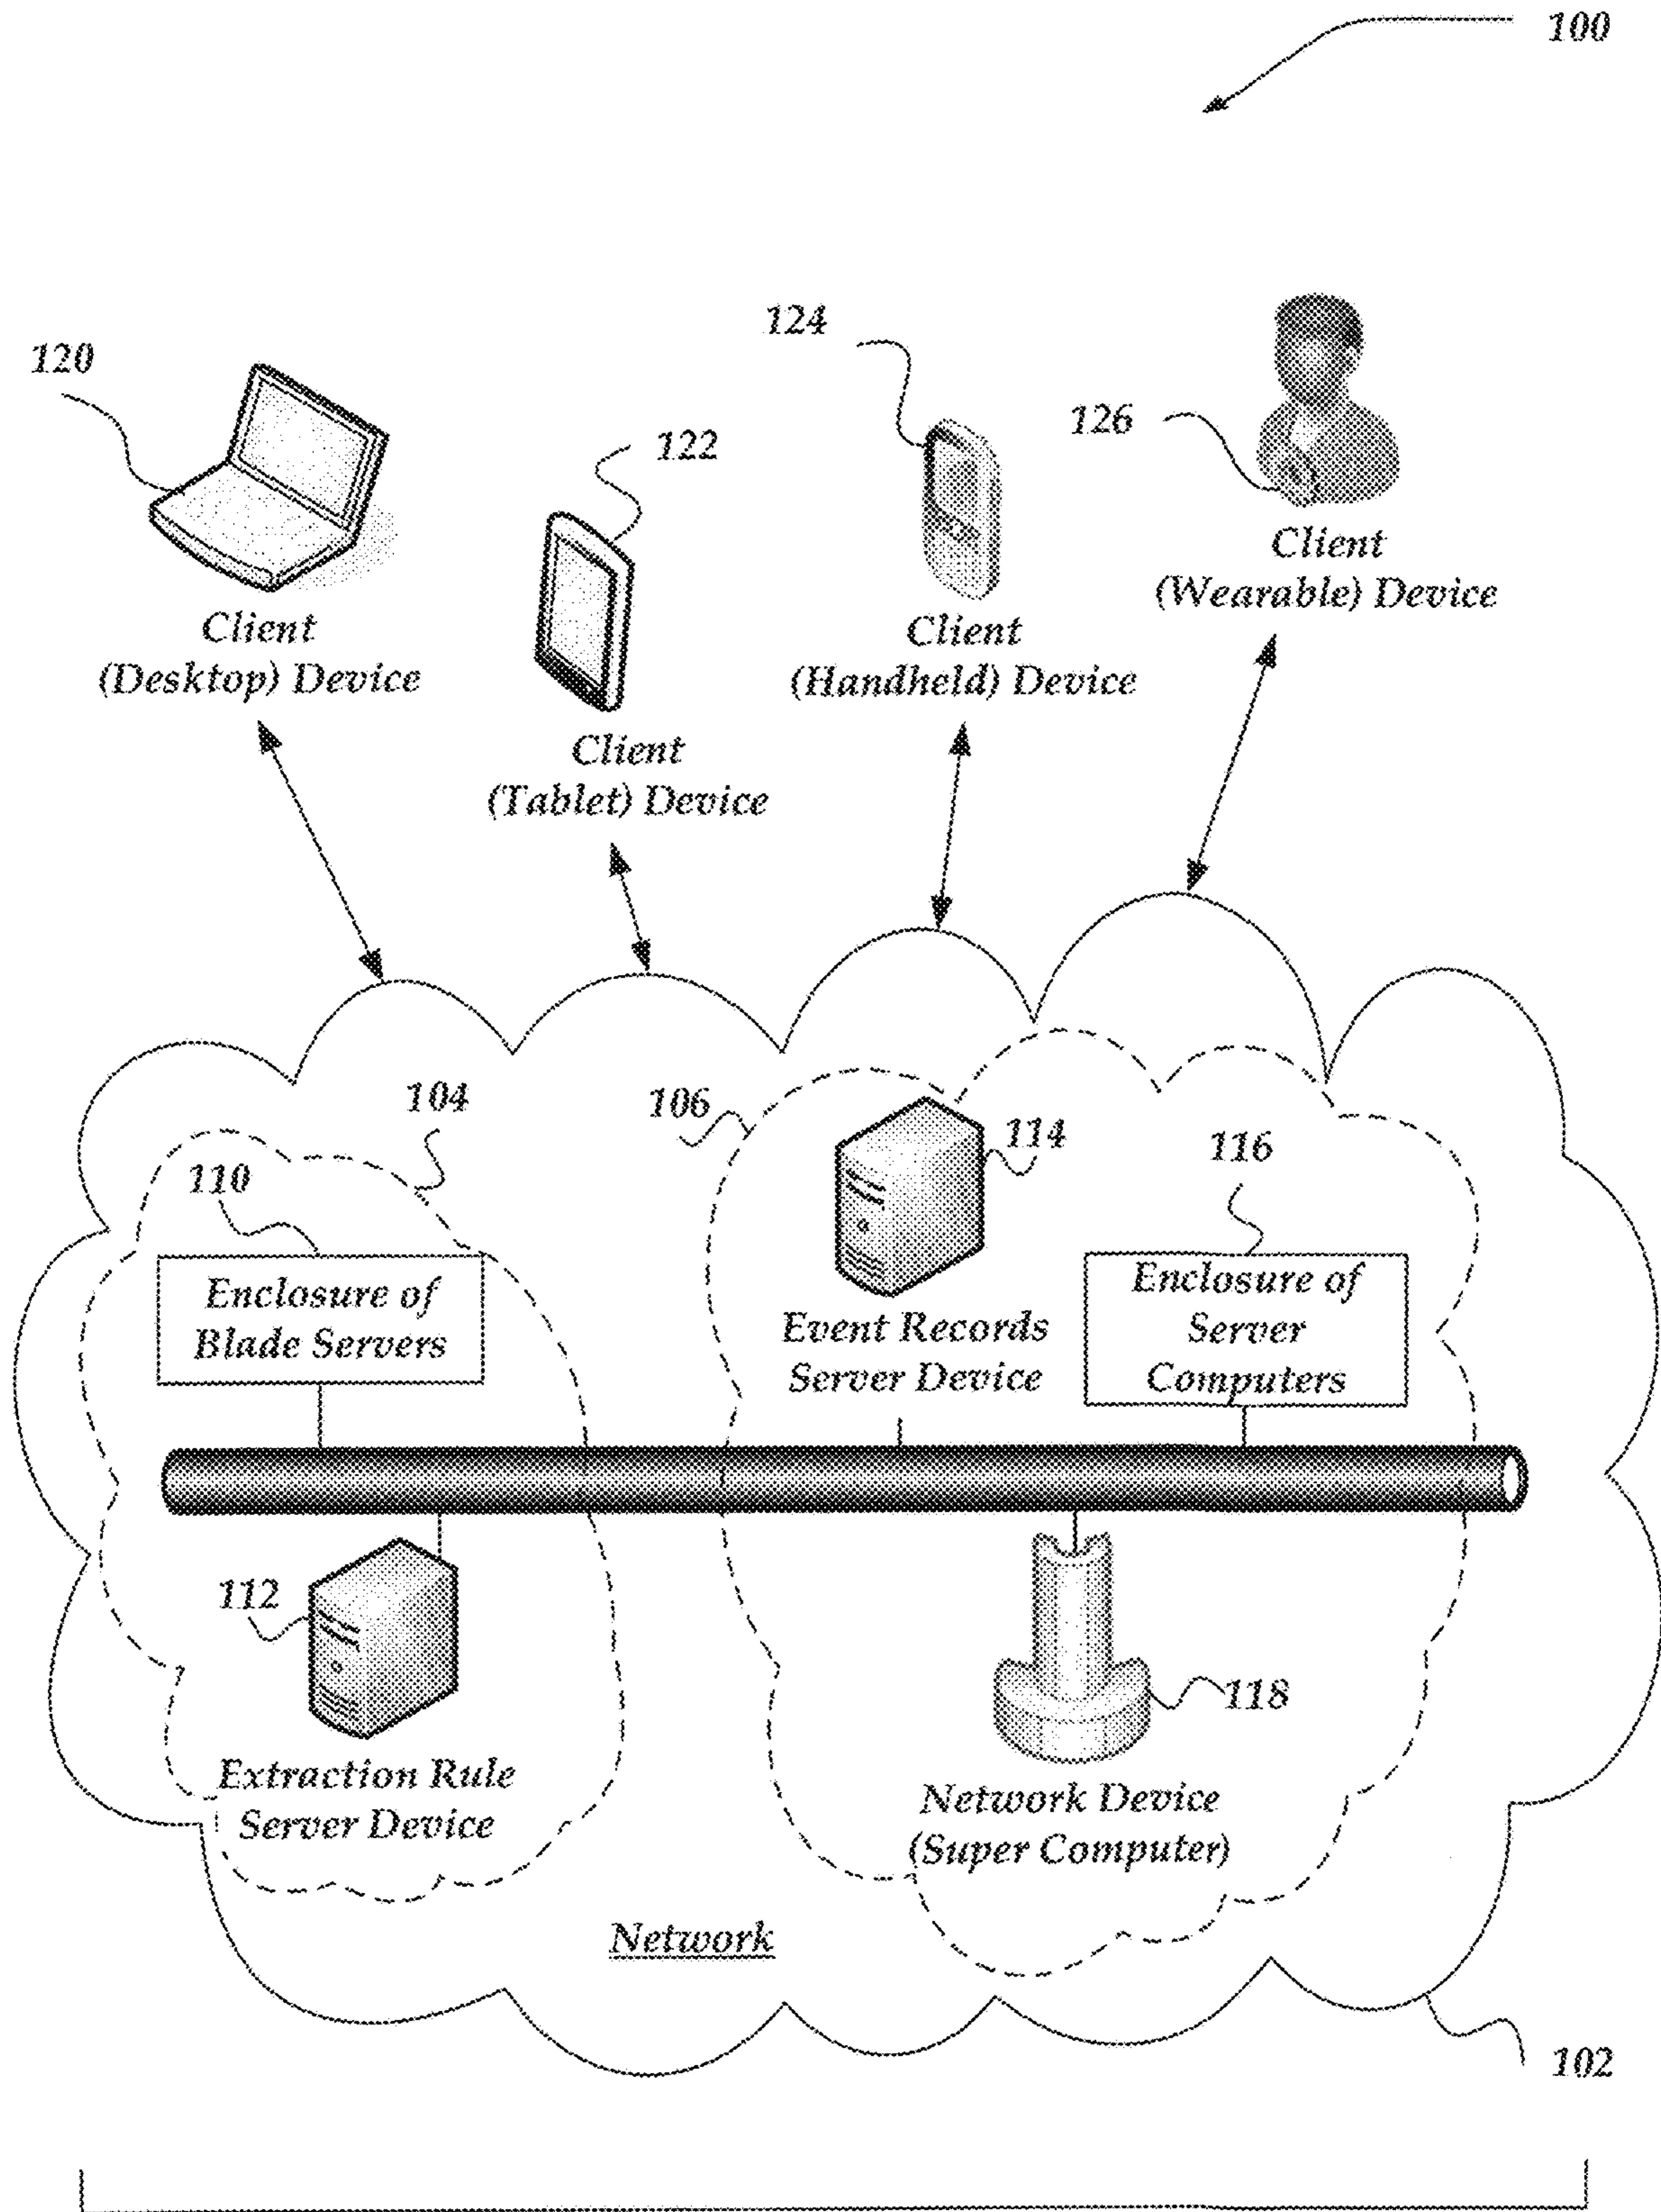 100
124
120
126
122
Client
(Wearable) Device
Client
(Desktop) Device
Client
(Handheld) Device
Client
(Tablet) Device
104
106
114
116
110
Enclosure of
Blade Servers
Event Records
Server Device
Enclosure of
Server
Computers
112
118
Extraction Rule
Server Device
Network Device
(Super Computer)
Network
102